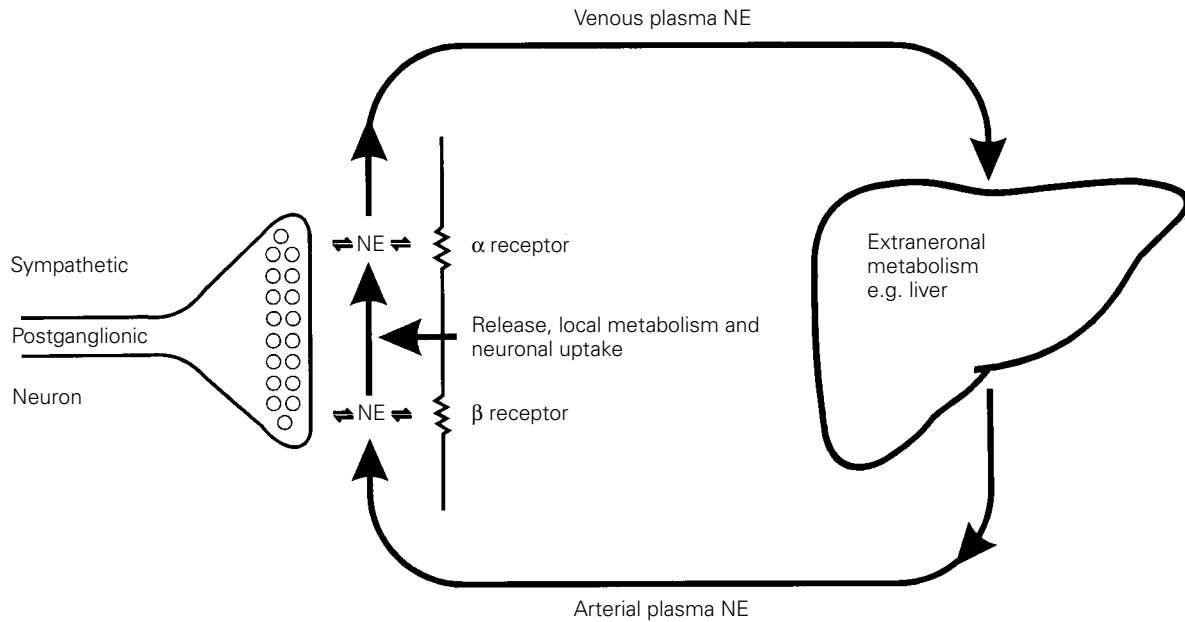 Venous plasma NE
Sympathetic
Postganglionic
Neuron
⇌ NE ⇌
α receptor
Release, local metabolism and
neuronal uptake
⇌ NE ⇌
β receptor
Extraneronal
metabolism
e.g. liver
Arterial plasma NE